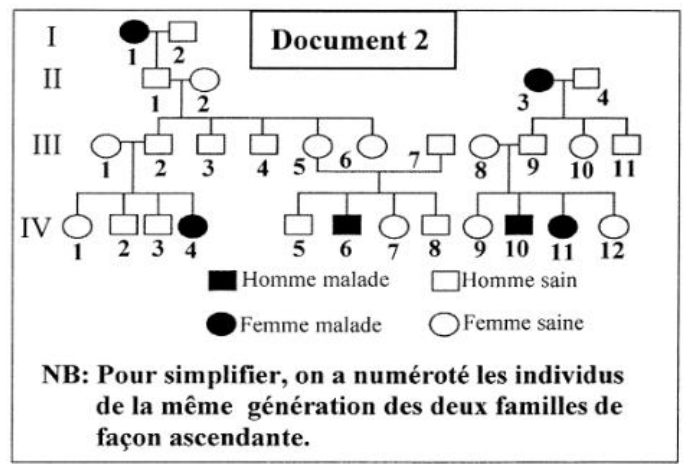 Document 2
I
1 2
II
1 2 3 4
III
1 2 3 4 5 6 7 8 9 10 11
IV
1 2 3 4 5 6 7 8 9 10 11 12
Homme malade Homme sain
Femme malade Femme saine
NB: Pour simplifier, on a numéroté les individus
de la même génération des deux familles de
façon ascendante.